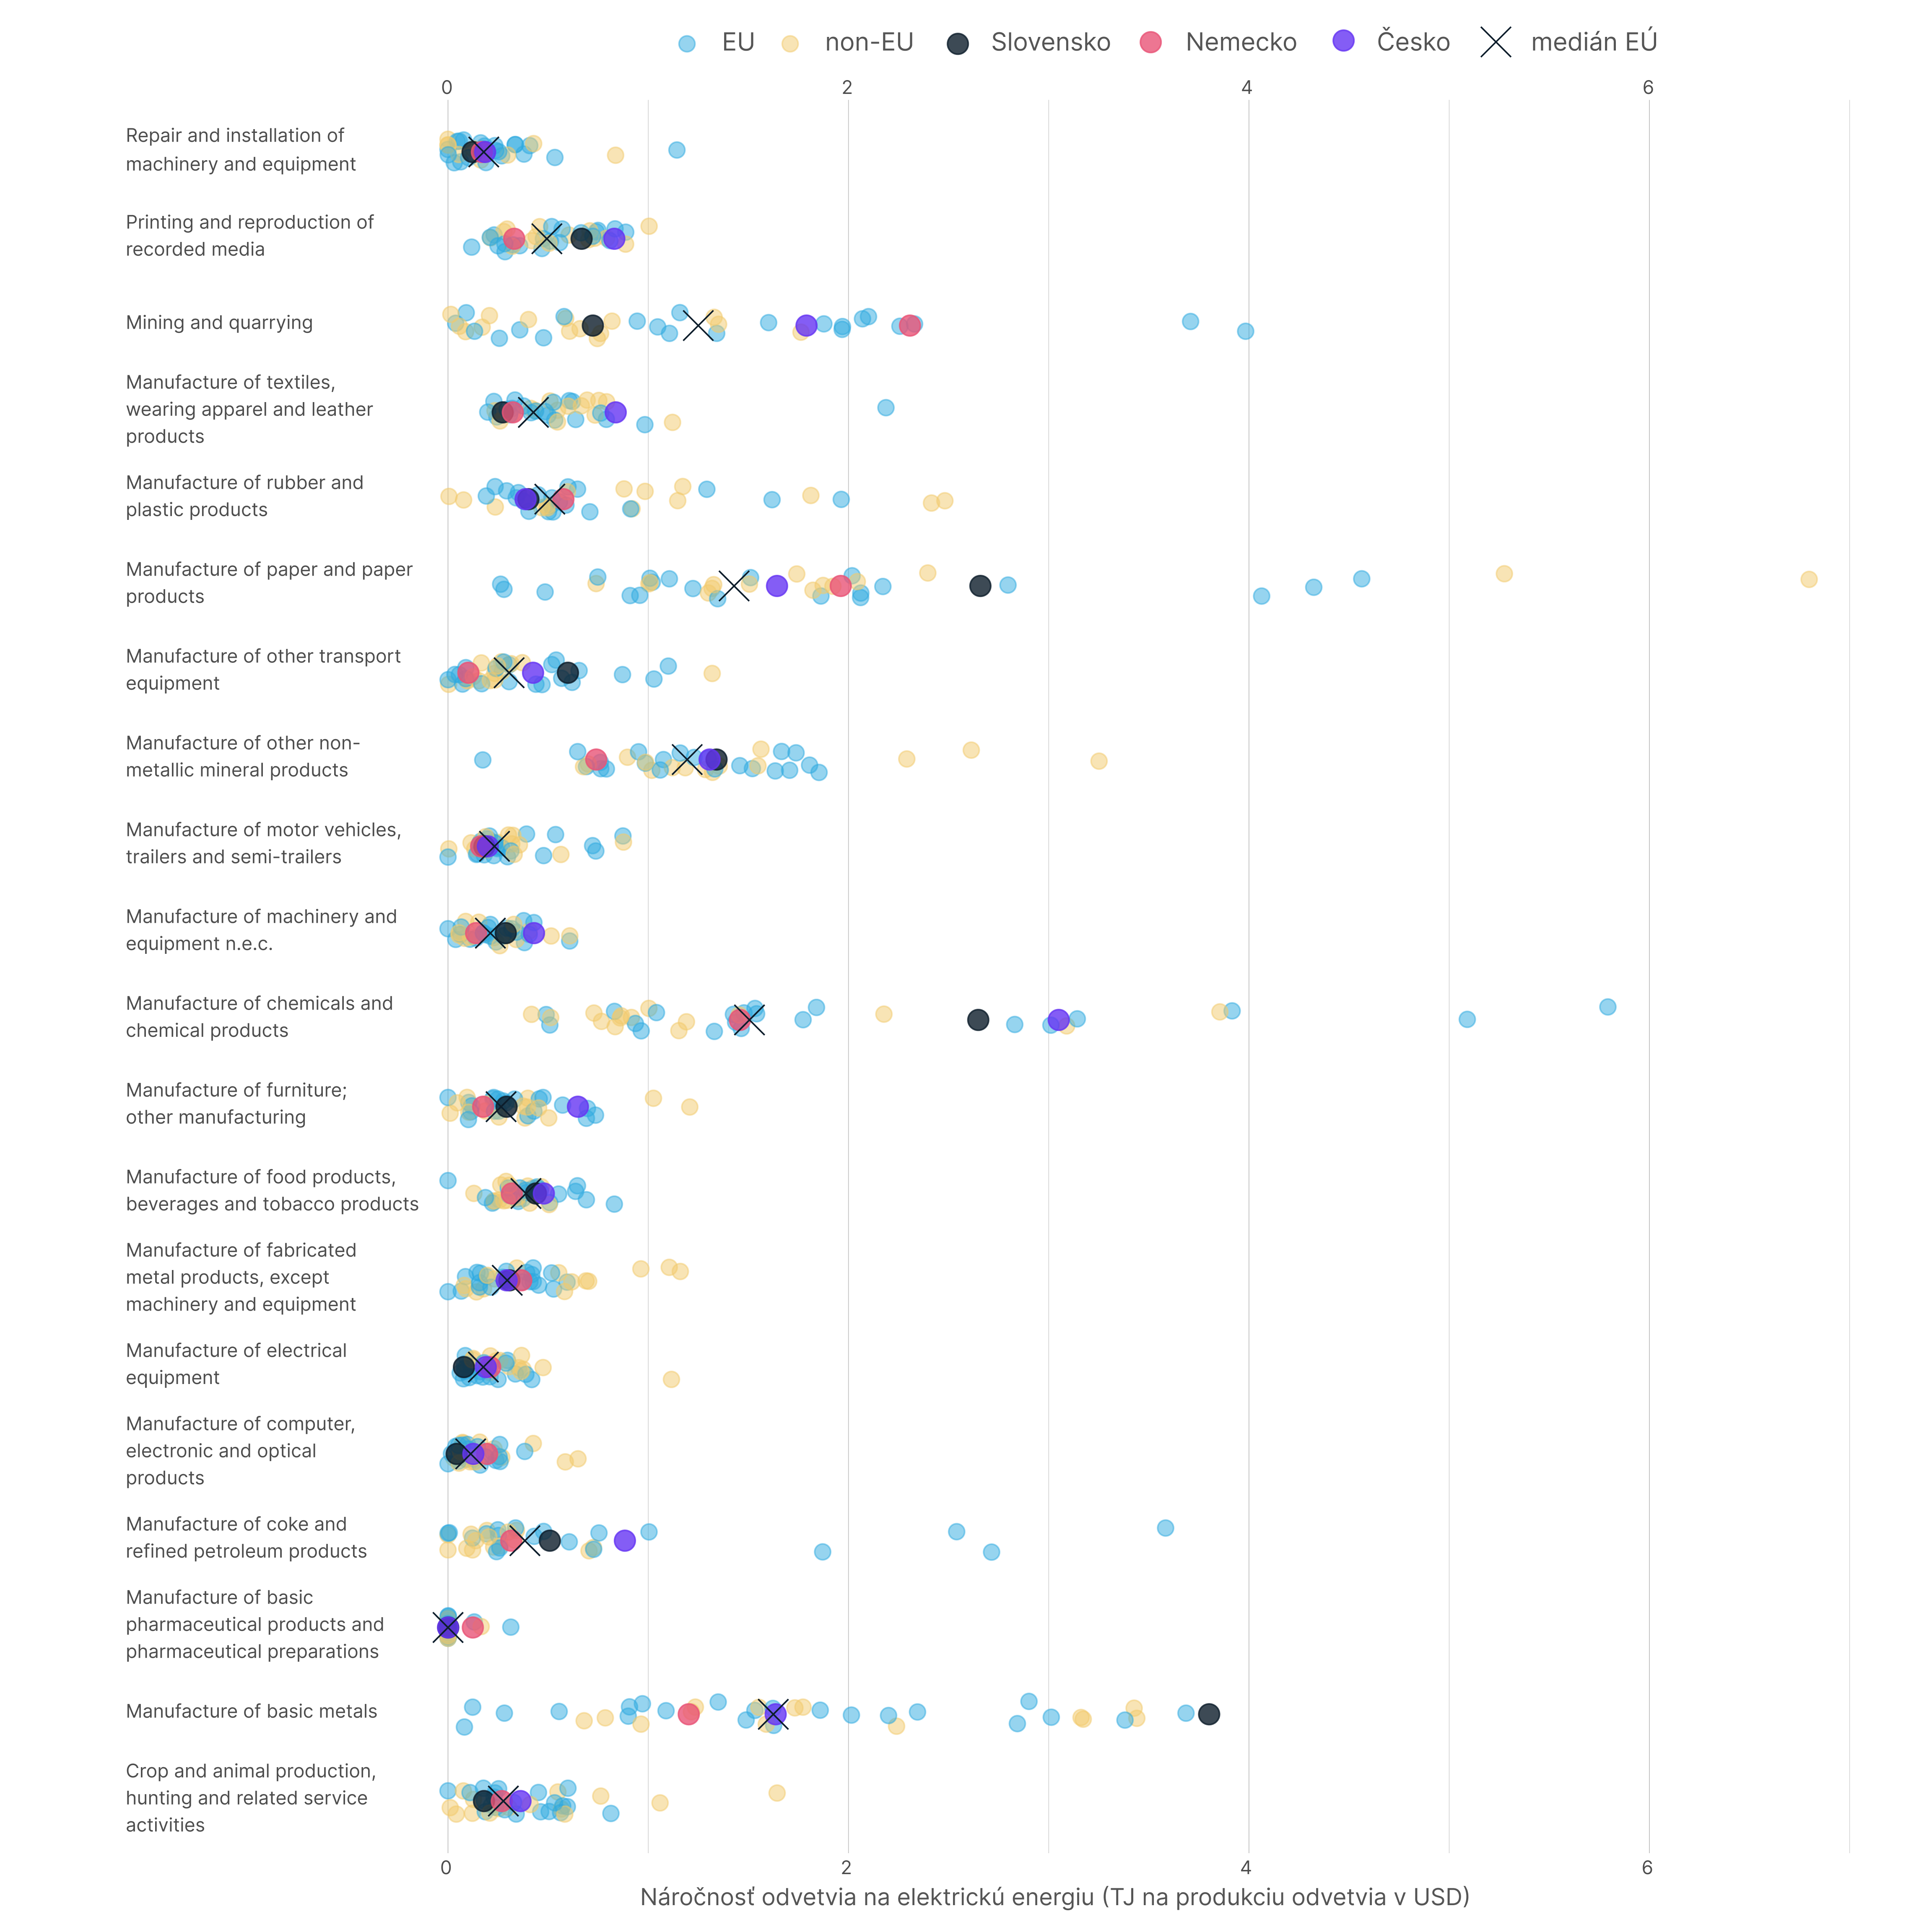 EU non-EU Slovensko Nemecko Česko medián EÚ
0 2 4 6
Repair and installation of
machinery and equipment
Printing and reproduction of
recorded media
Mining and quarrying
Manufacture of textiles,
wearing apparel and leather
products
Manufacture of rubber and
plastic products
Manufacture of paper and paper
products
Manufacture of other transport
equipment
Manufacture of other non-
metallic mineral products
Manufacture of motor vehicles,
trailers and semi-trailers
Manufacture of machinery and
equipment n.e.c.
Manufacture of chemicals and
chemical products
Manufacture of furniture;
other manufacturing
Manufacture of food products,
beverages and tobacco products
Manufacture of fabricated
metal products, except
machinery and equipment
Manufacture of electrical
equipment
Manufacture of computer,
electronic and optical
products
Manufacture of coke and
refined petroleum products
Manufacture of basic
pharmaceutical products and
pharmaceutical preparations
Manufacture of basic metals
Crop and animal production,
hunting and related service
activities
0 2 4 6
Náročnosť odvetvia na elektrickú energiu (TJ na produkciu odvetvia v USD)